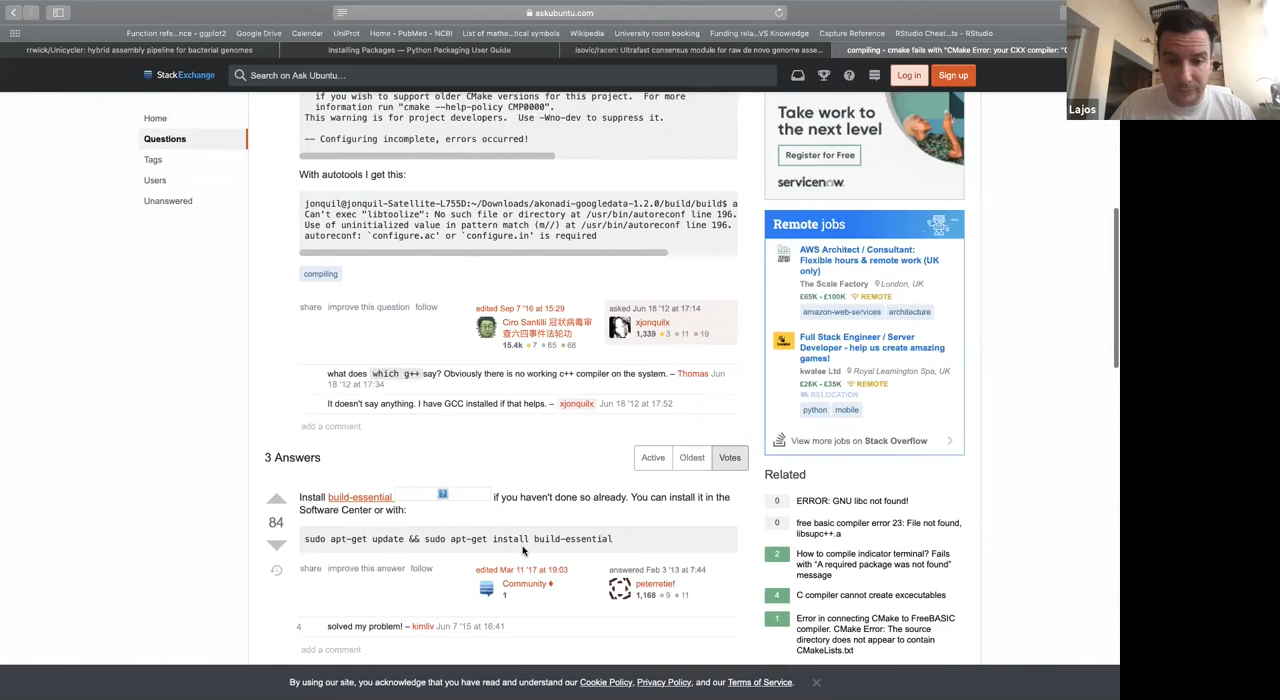 askubuntu.com
Function refe...nce - ggplot2
Google Drive
Calendar
UniProt
Home - PubMed - NCBI
List of mathe...tical symbols
Wikipedia
University room booking
Funding rela...VS Knowledge
Capture Reference
RStudio Cheat...ts - RStudio
rrwick/Unicycler: hybrid assembly pipeline for bacterial genomes
Installing Packages — Python Packaging User Guide
isovic/racon: Ultrafast consensus module for raw de novo genome asse...
compiling - cmake fails with "CMake Error: your CXX compiler: "C
StackExchange
Search on Ask Ubuntu…
Log in
Sign up
Lajos
Home
Questions
Tags
Users
Unanswered
if you wish to support older CMake versions for this project. For more
information run "cmake --help-policy CMP0000".
This warning is for project developers. Use -Wno-dev to suppress it.
-- Configuring incomplete, errors occurred!
With autotools I get this:
jonquil@jonquil-Satellite-L755D:~/Downloads/akonadi-googledata-1.2.0/build/build$ a
Can't exec "libtoolize": No such file or directory at /usr/bin/autoreconf line 196.
Use of uninitialized value in pattern match (m//) at /usr/bin/autoreconf line 196.
autoreconf: `configure.ac' or `configure.in' is required
compiling
share improve this question follow
edited Sep 7 '16 at 15:29
Ciro Santilli 冠状病毒审
查六四事件法轮功
15.4k 7 65 68
asked Jun 18 '12 at 17:14
xjonquilx
1,339 3 11 19
what does which g++ say? Obviously there is no working c++ compiler on the system. – Thomas Jun
18 '12 at 17:34
It doesn't say anything. I have GCC installed if that helps. – xjonquilx Jun 18 '12 at 17:52
add a comment
3 Answers
Active
Oldest
Votes
84
Install build-essential ? if you haven't done so already. You can install it in the
Software Center or with:
sudo apt-get update && sudo apt-get install build-essential
share improve this answer follow
edited Mar 11 '17 at 19:03
Community ♦
1
answered Feb 3 '13 at 7:44
peterretief
1,168 9 11
4 solved my problem! – kimliv Jun 7 '15 at 16:41
add a comment
Take work to
the next level
Register for Free
servicenow.
Remote jobs
AWS Architect / Consultant:
Flexible hours & remote work (UK
only)
The Scale Factory London, UK
£65K - £100K REMOTE
amazon-web-services architecture
Full Stack Engineer / Server
Developer - help us create amazing
games!
kwalee Ltd Royal Leamington Spa, UK
£26K - £35K REMOTE
RELOCATION
python mobile
View more jobs on Stack Overflow
Related
0 ERROR: GNU libc not found!
0 free basic compiler error 23: File not found,
libsupc++.a
2 How to compile indicator terminal? Fails
with "A required package was not found"
message
4 C compiler cannot create excecutables
1 Error in connecting CMake to FreeBASIC
compiler. CMake Error: The source
directory does not appear to contain
CMakeLists.txt
By using our site, you acknowledge that you have read and understand our Cookie Policy, Privacy Policy, and our Terms of Service.